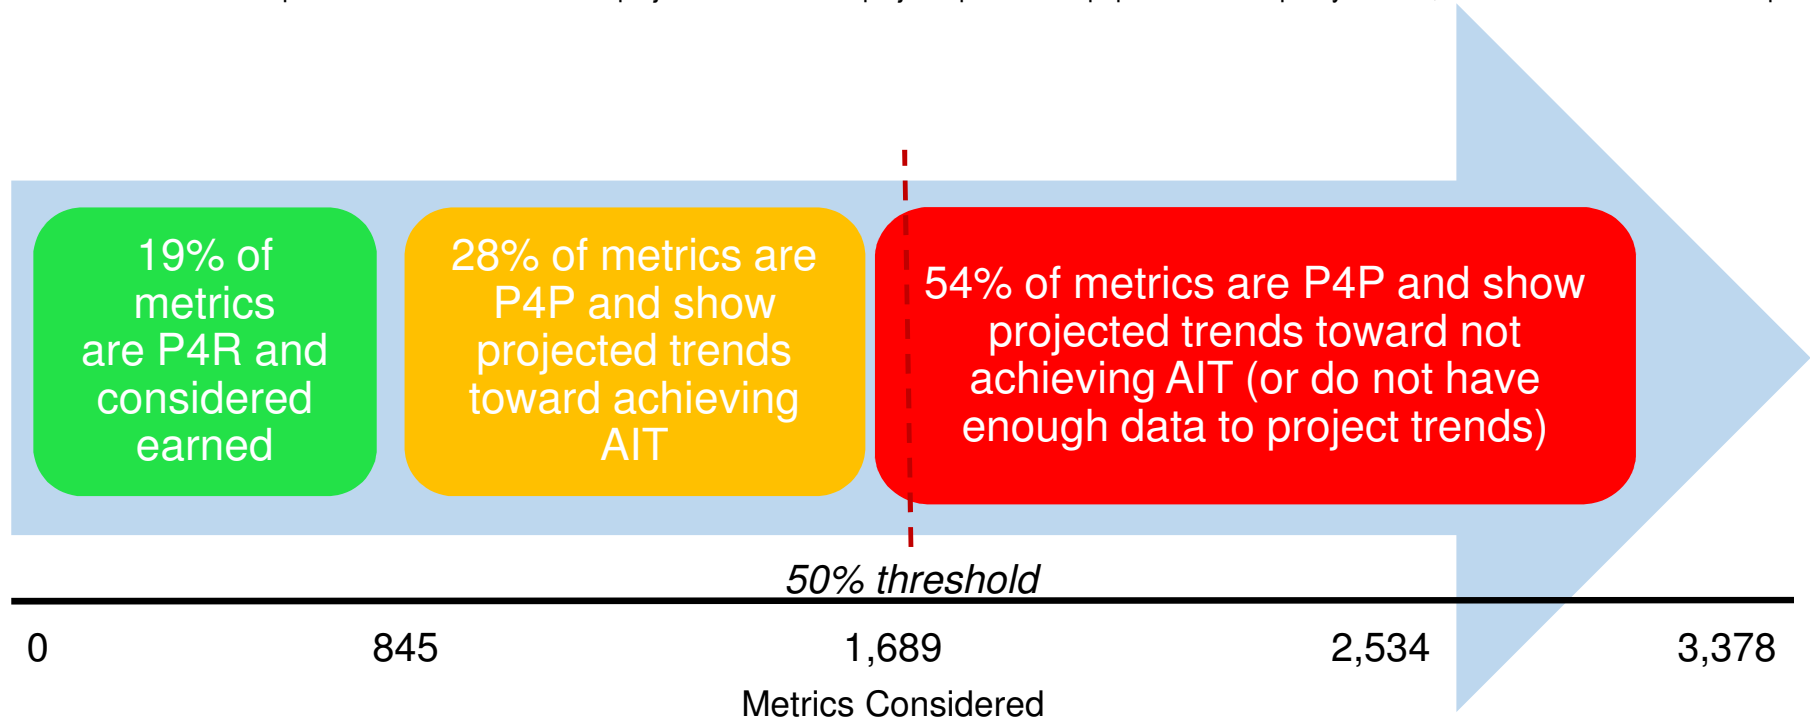 19% of
metrics
are P4R and
considered
earned
28% of metrics are
P4P and show
projected trends
toward achieving
AIT
54% of metrics are P4P and show
projected trends toward not
achieving AIT (or do not have
enough data to project trends)
50% threshold
0 845 1,689 2,534 3,378
Metrics Considered